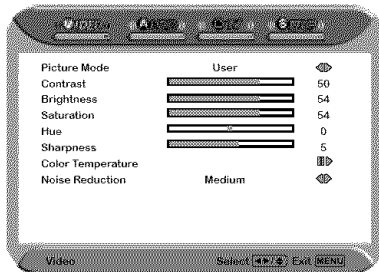 VIDEO
Picture Mode User
Contrast 50
Brightness 54
Saturation 54
Hue 0
Sharpness 5
Color Temperature
Noise Reduction Medium
Video Select Exit MENU